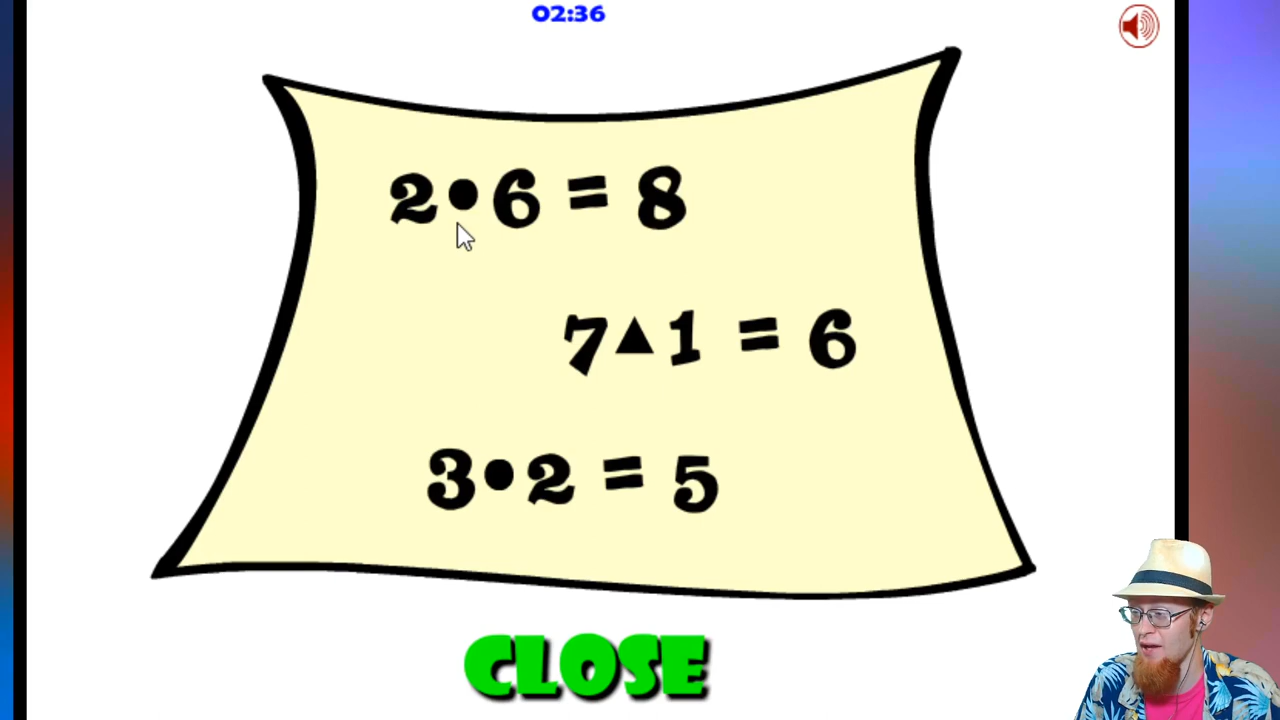 02:36
2•6 = 8
7▲1 = 6
3•2 = 5
CLOSE